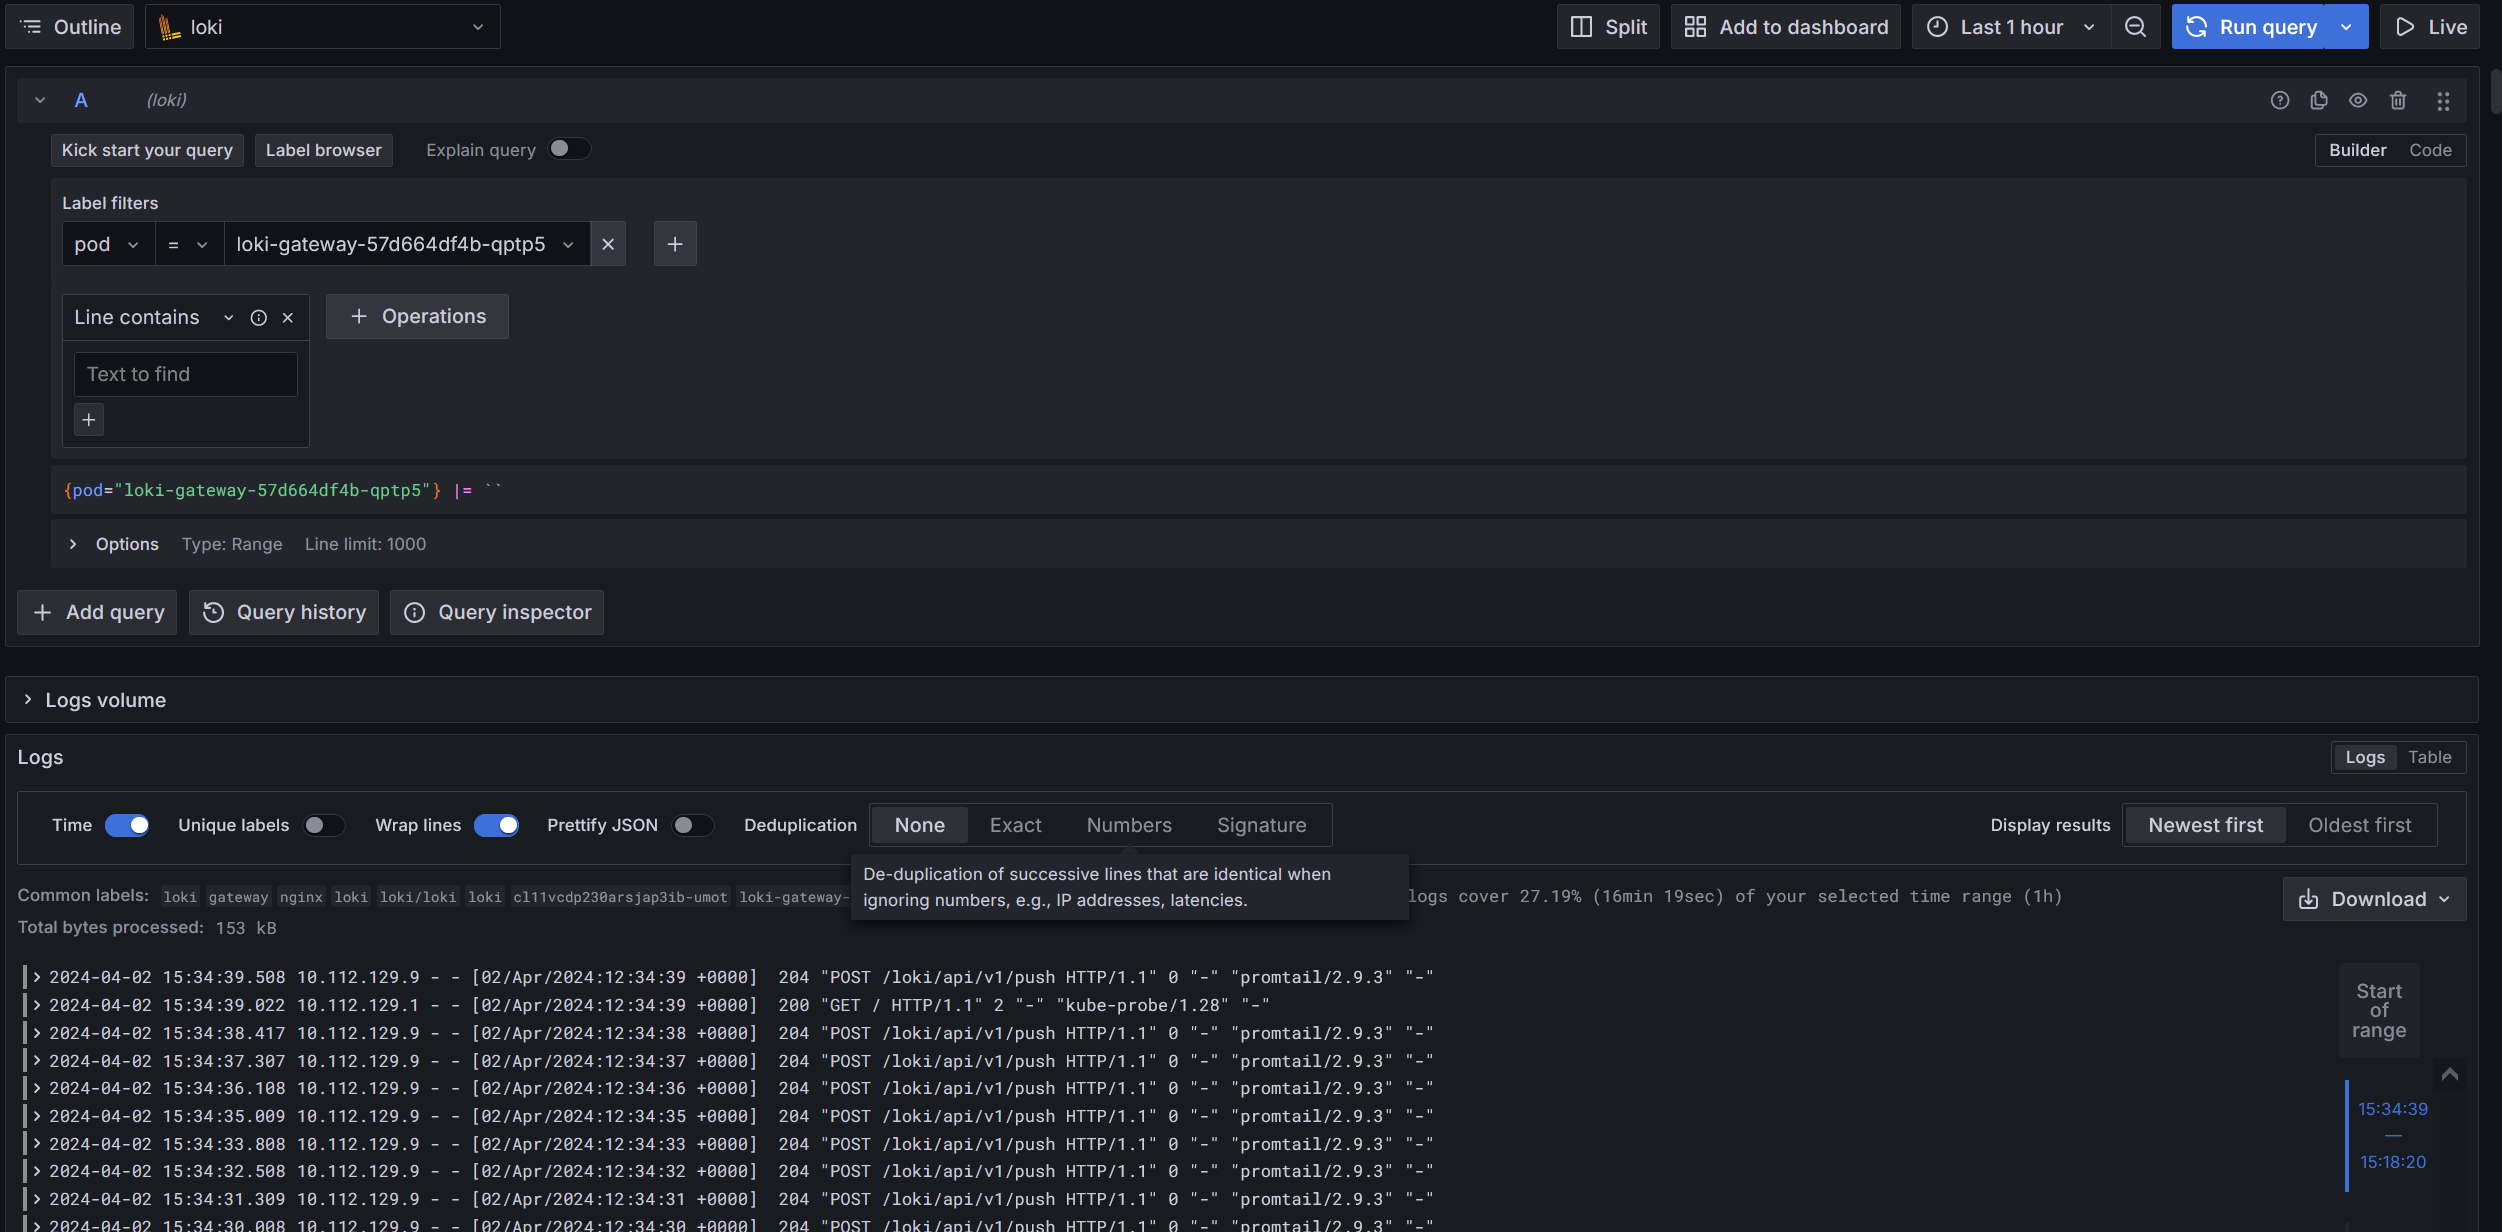 Outline loki Split Add to dashboard Last 1 hour Run query Live
A (loki)
Kick start your query Label browser Explain query Builder Code
Label filters
pod = loki-gateway-57d664df4b-qptp5
Line contains Operations
Text to find
{pod="loki-gateway-57d664df4b-qptp5"} |= ``
Options Type: Range Line limit: 1000
Add query Query history Query inspector
Logs volume
Logs Logs Table
Time Unique labels Wrap lines Prettify JSON Deduplication None Exact Numbers Signature Display results Newest first Oldest first
De-duplication of successive lines that are identical when
ignoring numbers, e.g., IP addresses, latencies.
Common labels: loki gateway nginx loki loki/loki loki cl11vcdp230arsjap3ib-umot loki-gateway- logs cover 27.19% (16min 19sec) of your selected time range (1h) Download
Total bytes processed: 153 kB
2024-04-02 15:34:39.508 10.112.129.9 - - [02/Apr/2024:12:34:39 +0000]  204 "POST /loki/api/v1/push HTTP/1.1" 0 "-" "promtail/2.9.3" "-"
2024-04-02 15:34:39.022 10.112.129.1 - - [02/Apr/2024:12:34:39 +0000]  200 "GET / HTTP/1.1" 2 "-" "kube-probe/1.28" "-"
2024-04-02 15:34:38.417 10.112.129.9 - - [02/Apr/2024:12:34:38 +0000]  204 "POST /loki/api/v1/push HTTP/1.1" 0 "-" "promtail/2.9.3" "-"
2024-04-02 15:34:37.307 10.112.129.9 - - [02/Apr/2024:12:34:37 +0000]  204 "POST /loki/api/v1/push HTTP/1.1" 0 "-" "promtail/2.9.3" "-"
2024-04-02 15:34:36.108 10.112.129.9 - - [02/Apr/2024:12:34:36 +0000]  204 "POST /loki/api/v1/push HTTP/1.1" 0 "-" "promtail/2.9.3" "-"
2024-04-02 15:34:35.009 10.112.129.9 - - [02/Apr/2024:12:34:35 +0000]  204 "POST /loki/api/v1/push HTTP/1.1" 0 "-" "promtail/2.9.3" "-"
2024-04-02 15:34:33.808 10.112.129.9 - - [02/Apr/2024:12:34:33 +0000]  204 "POST /loki/api/v1/push HTTP/1.1" 0 "-" "promtail/2.9.3" "-"
2024-04-02 15:34:32.508 10.112.129.9 - - [02/Apr/2024:12:34:32 +0000]  204 "POST /loki/api/v1/push HTTP/1.1" 0 "-" "promtail/2.9.3" "-"
2024-04-02 15:34:31.309 10.112.129.9 - - [02/Apr/2024:12:34:31 +0000]  204 "POST /loki/api/v1/push HTTP/1.1" 0 "-" "promtail/2.9.3" "-"
2024-04-02 15:34:30.008 10.112.129.9 - - [02/Apr/2024:12:34:30 +0000]  204 "POST /loki/api/v1/push HTTP/1.1" 0 "-" "promtail/2.9.3" "-"
Start
of
range
15:34:39
—
15:18:20